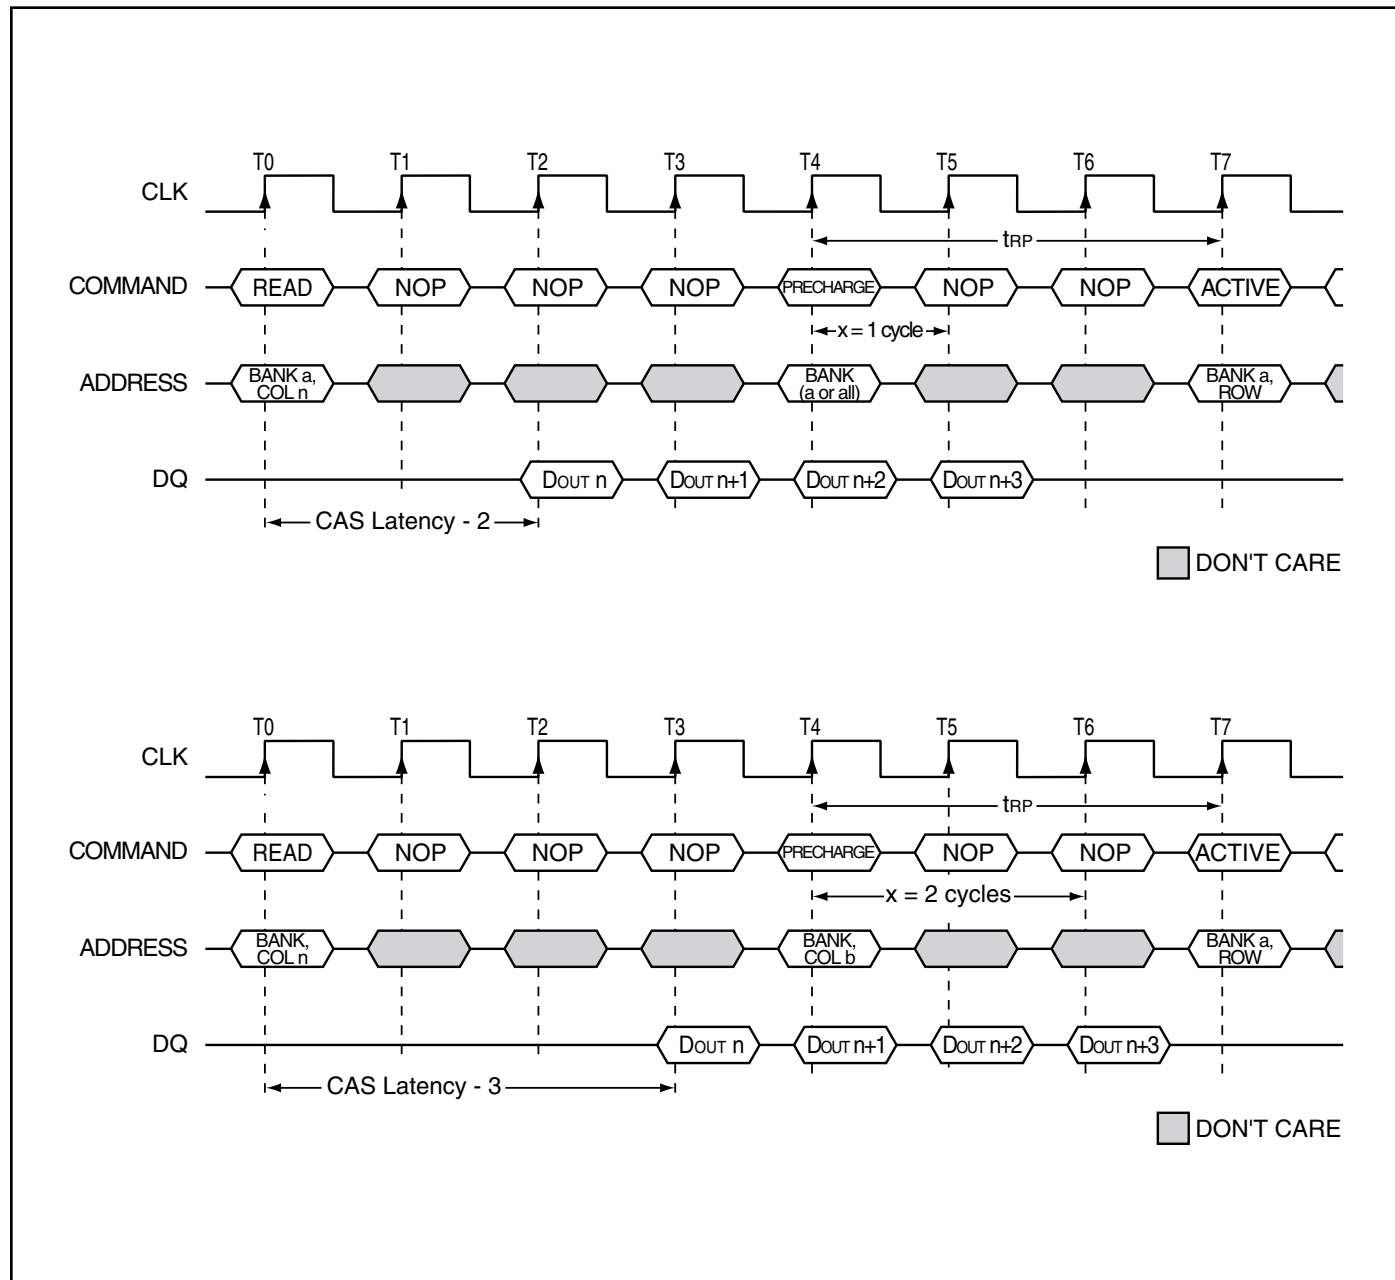 T0 T1 T2 T3 T4 T5 T6 T7
CLK
tRP
COMMAND READ NOP NOP NOP PRECHARGE NOP NOP ACTIVE
x = 1 cycle
ADDRESS BANK a, COL n BANK (a or all) BANK a, ROW
DQ DOUT n DOUT n+1 DOUT n+2 DOUT n+3
CAS Latency - 2
DON'T CARE
T0 T1 T2 T3 T4 T5 T6 T7
CLK
tRP
COMMAND READ NOP NOP NOP PRECHARGE NOP NOP ACTIVE
x = 2 cycles
ADDRESS BANK, COL n BANK, COL b BANK a, ROW
DQ DOUT n DOUT n+1 DOUT n+2 DOUT n+3
CAS Latency - 3
DON'T CARE